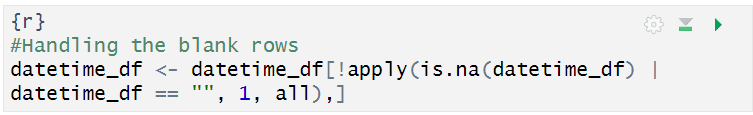 {r}
#Handling the blank rows
datetime_df <- datetime_df[!apply(is.na(datetime_df) |
datetime_df == "", 1, all),]